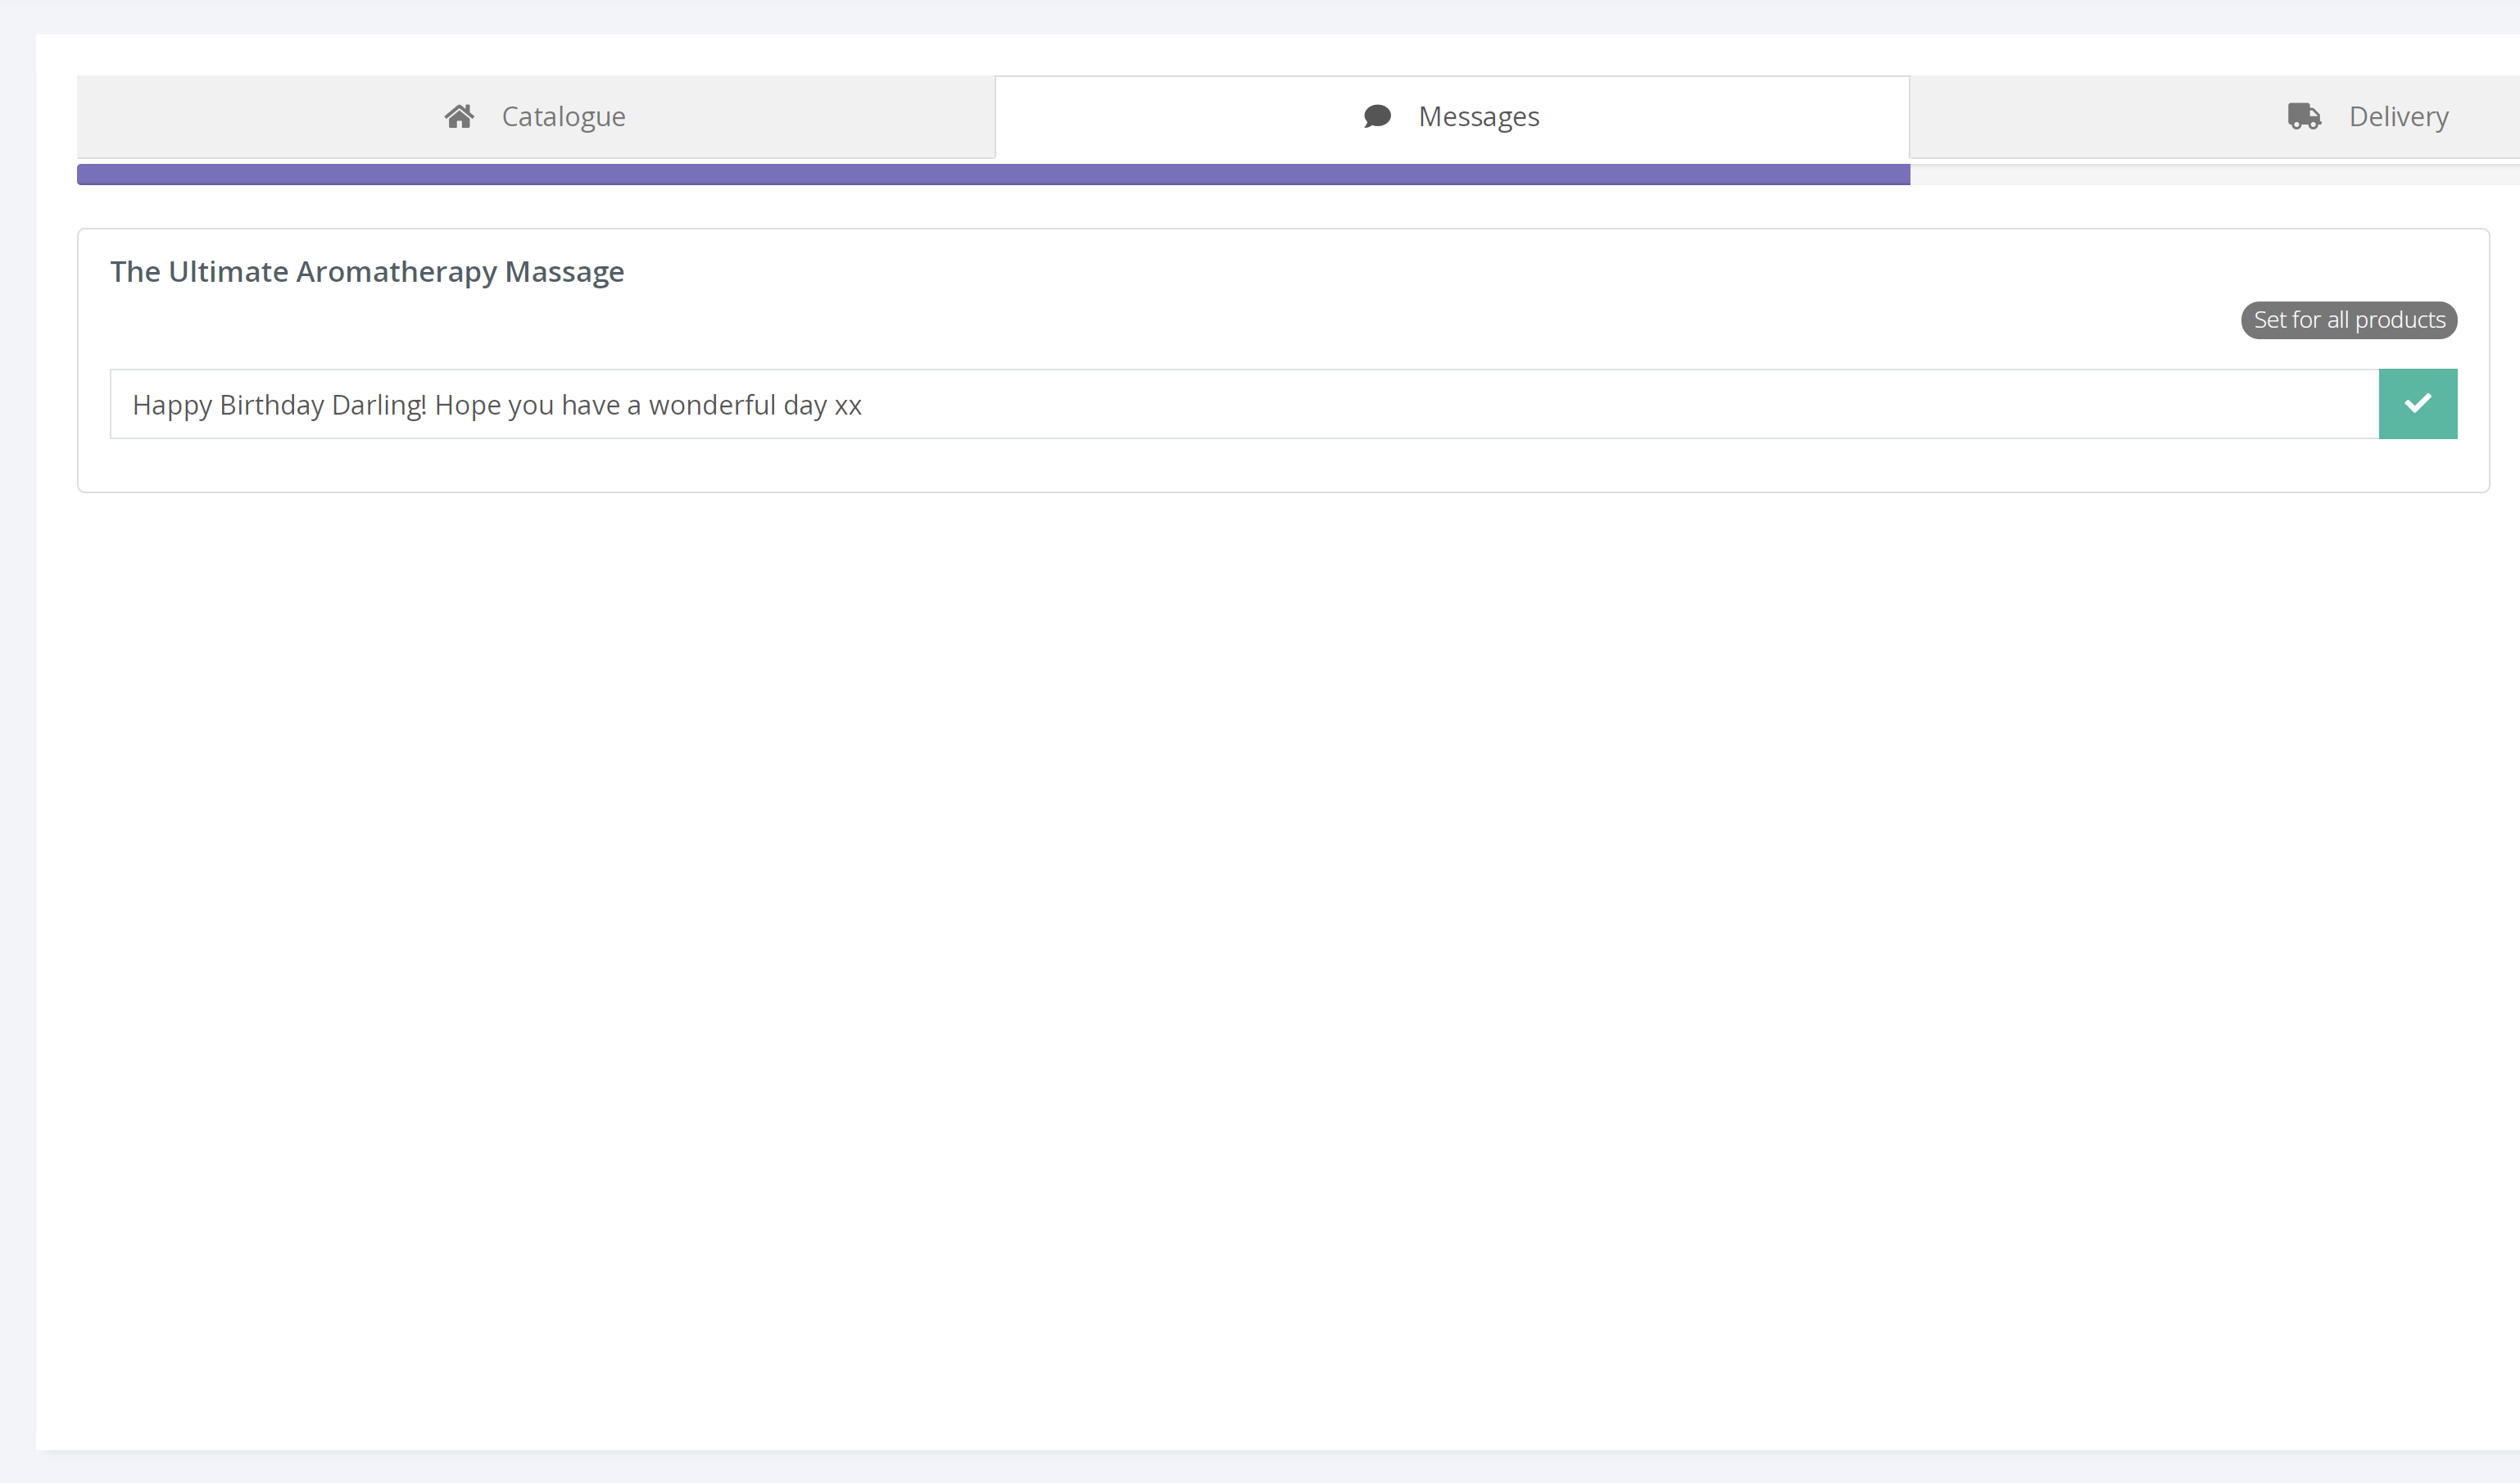 Catalogue
Messages
Delivery
The Ultimate Aromatherapy Massage
Set for all products
Happy Birthday Darling! Hope you have a wonderful day xx